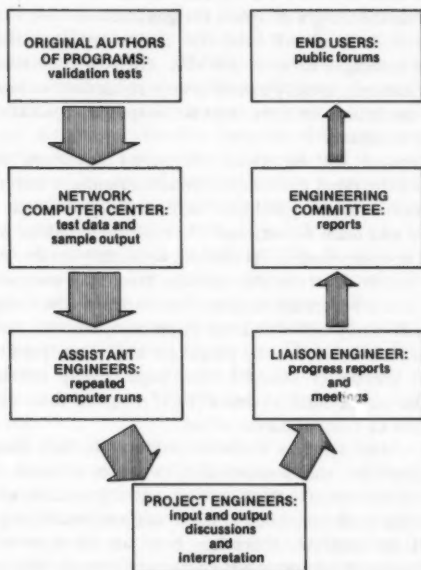 ORIGINAL AUTHORS
OF PROGRAMS:
validation tests
END USERS:
public forums
NETWORK
COMPUTER CENTER:
test data and
sample output
ENGINEERING
COMMITTEE:
reports
ASSISTANT
ENGINEERS:
repeated
computer runs
LIAISON ENGINEER:
progress reports
and
meetings
PROJECT ENGINEERS:
input and output
discussions
and
interpretation